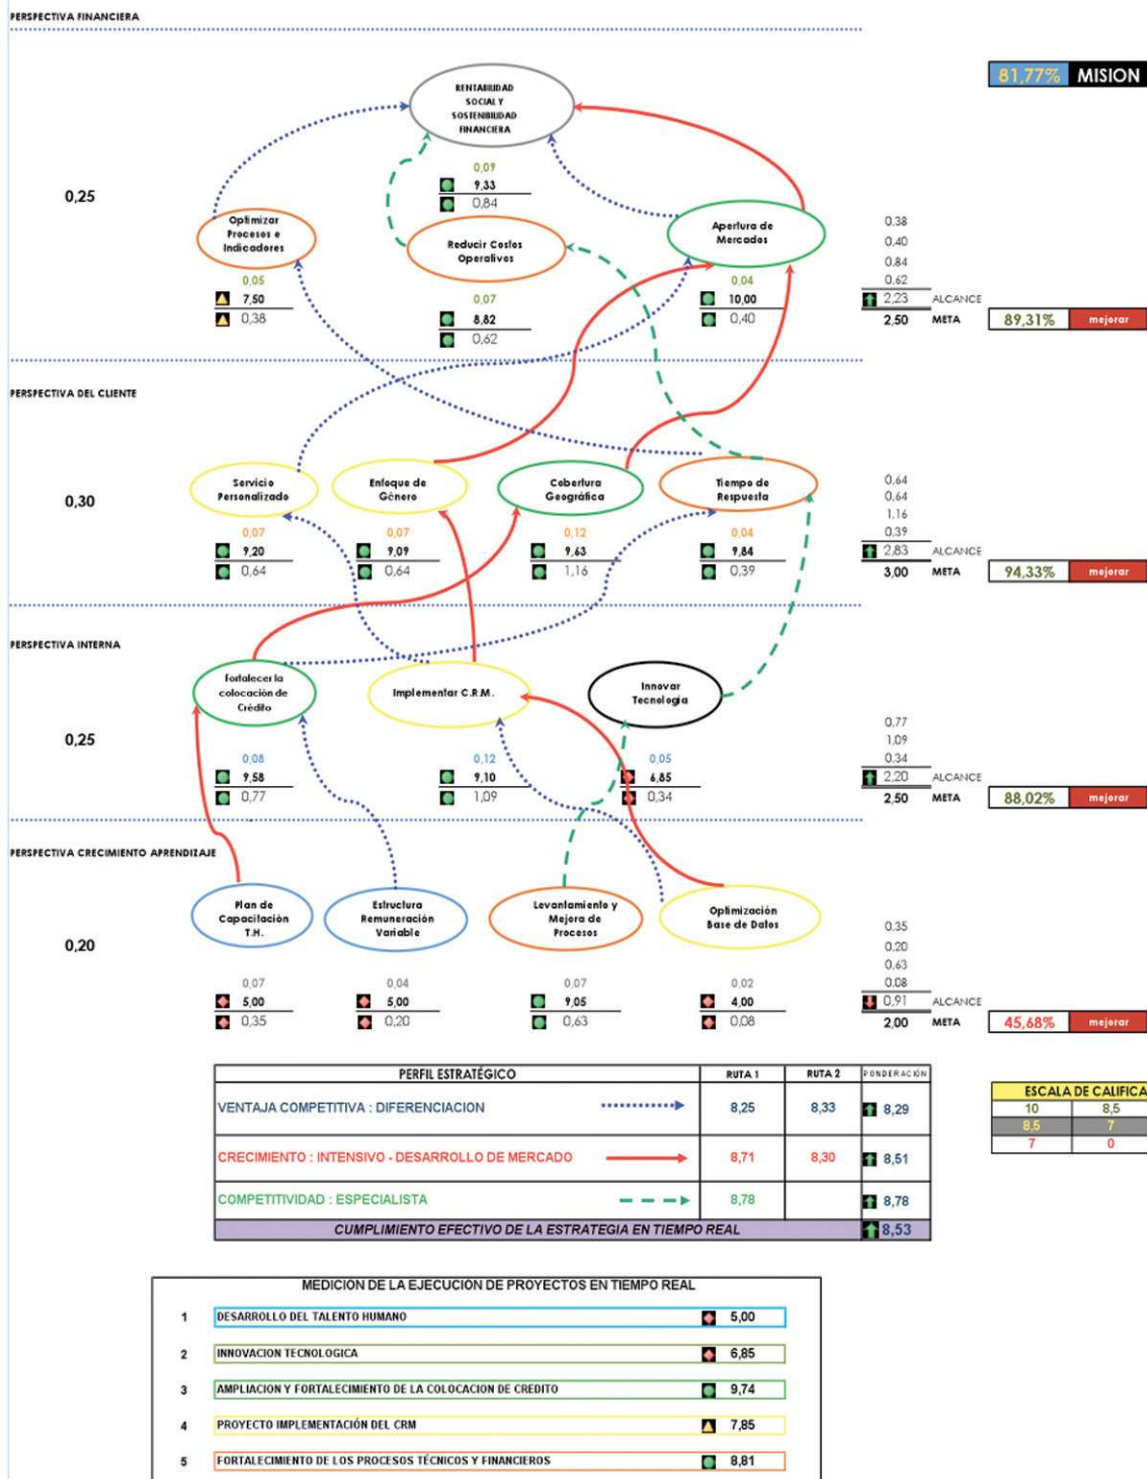 PERSPECTIVA FINANCIERA
81,77% MISION
RENTABILIDAD
SOCIAL Y
SOSTENIBILIDAD
FINANCIERA
0,09
9,33
0,84
0,25
Optimizar
Procesos e
Indicadores
0,05
7,50
0,38
Reducir Costos
Operativos
0,07
8,82
0,62
Apertura de
Mercados
0,04
10,00
0,40
0,38
0,40
0,84
0,62
2,23 ALCANCE
2,50 META 89,31% mejorar
PERSPECTIVA DEL CLIENTE
0,30
Servicio
Personalizado
0,07
9,20
0,64
Enfoque de
Género
0,07
9,09
0,64
Cobertura
Geográfica
0,12
9,63
1,16
Tiempo de
Respuesta
0,04
9,84
0,39
0,64
0,64
1,16
0,39
2,83 ALCANCE
3,00 META 94,33% mejorar
PERSPECTIVA INTERNA
0,25
Fortalecer la
colocación de
Crédito
0,08
9,58
0,77
Implementar C.R.M.
0,12
9,10
1,09
Innovar
Tecnología
0,05
6,85
0,34
0,77
1,09
0,34
2,20 ALCANCE
2,50 META 88,02% mejorar
PERSPECTIVA CRECIMIENTO APRENDIZAJE
0,20
Plan de
Capacitación
T.H.
0,07
5,00
0,35
Estructura
Remuneración
Variable
0,04
5,00
0,20
Levantamiento y
Mejora de
Procesos
0,07
9,05
0,63
Optimización
Base de Datos
0,02
4,00
0,08
0,35
0,20
0,63
0,08
0,91 ALCANCE
2,00 META 45,68% mejorar
PERFIL ESTRATÉGICO RUTA 1 RUTA 2 PONDERACIÓN
VENTAJA COMPETITIVA : DIFERENCIACION 8,25 8,33 8,29
CRECIMIENTO : INTENSIVO - DESARROLLO DE MERCADO 8,71 8,30 8,51
COMPETITIVIDAD : ESPECIALISTA 8,78 8,78
CUMPLIMIENTO EFECTIVO DE LA ESTRATEGIA EN TIEMPO REAL 8,53
ESCALA DE CALIFICA
10 8,5
8,5 7
7 0
MEDICION DE LA EJECUCIÓN DE PROYECTOS EN TIEMPO REAL
1 DESARROLLO DEL TALENTO HUMANO 5,00
2 INNOVACION TECNOLOGICA 6,85
3 AMPLIACION Y FORTALECIMIENTO DE LA COLOCACION DE CREDITO 9,74
4 PROYECTO IMPLEMENTACIÓN DEL CRM 7,85
5 FORTALECIMIENTO DE LOS PROCESOS TÉCNICOS Y FINANCIEROS 8,81